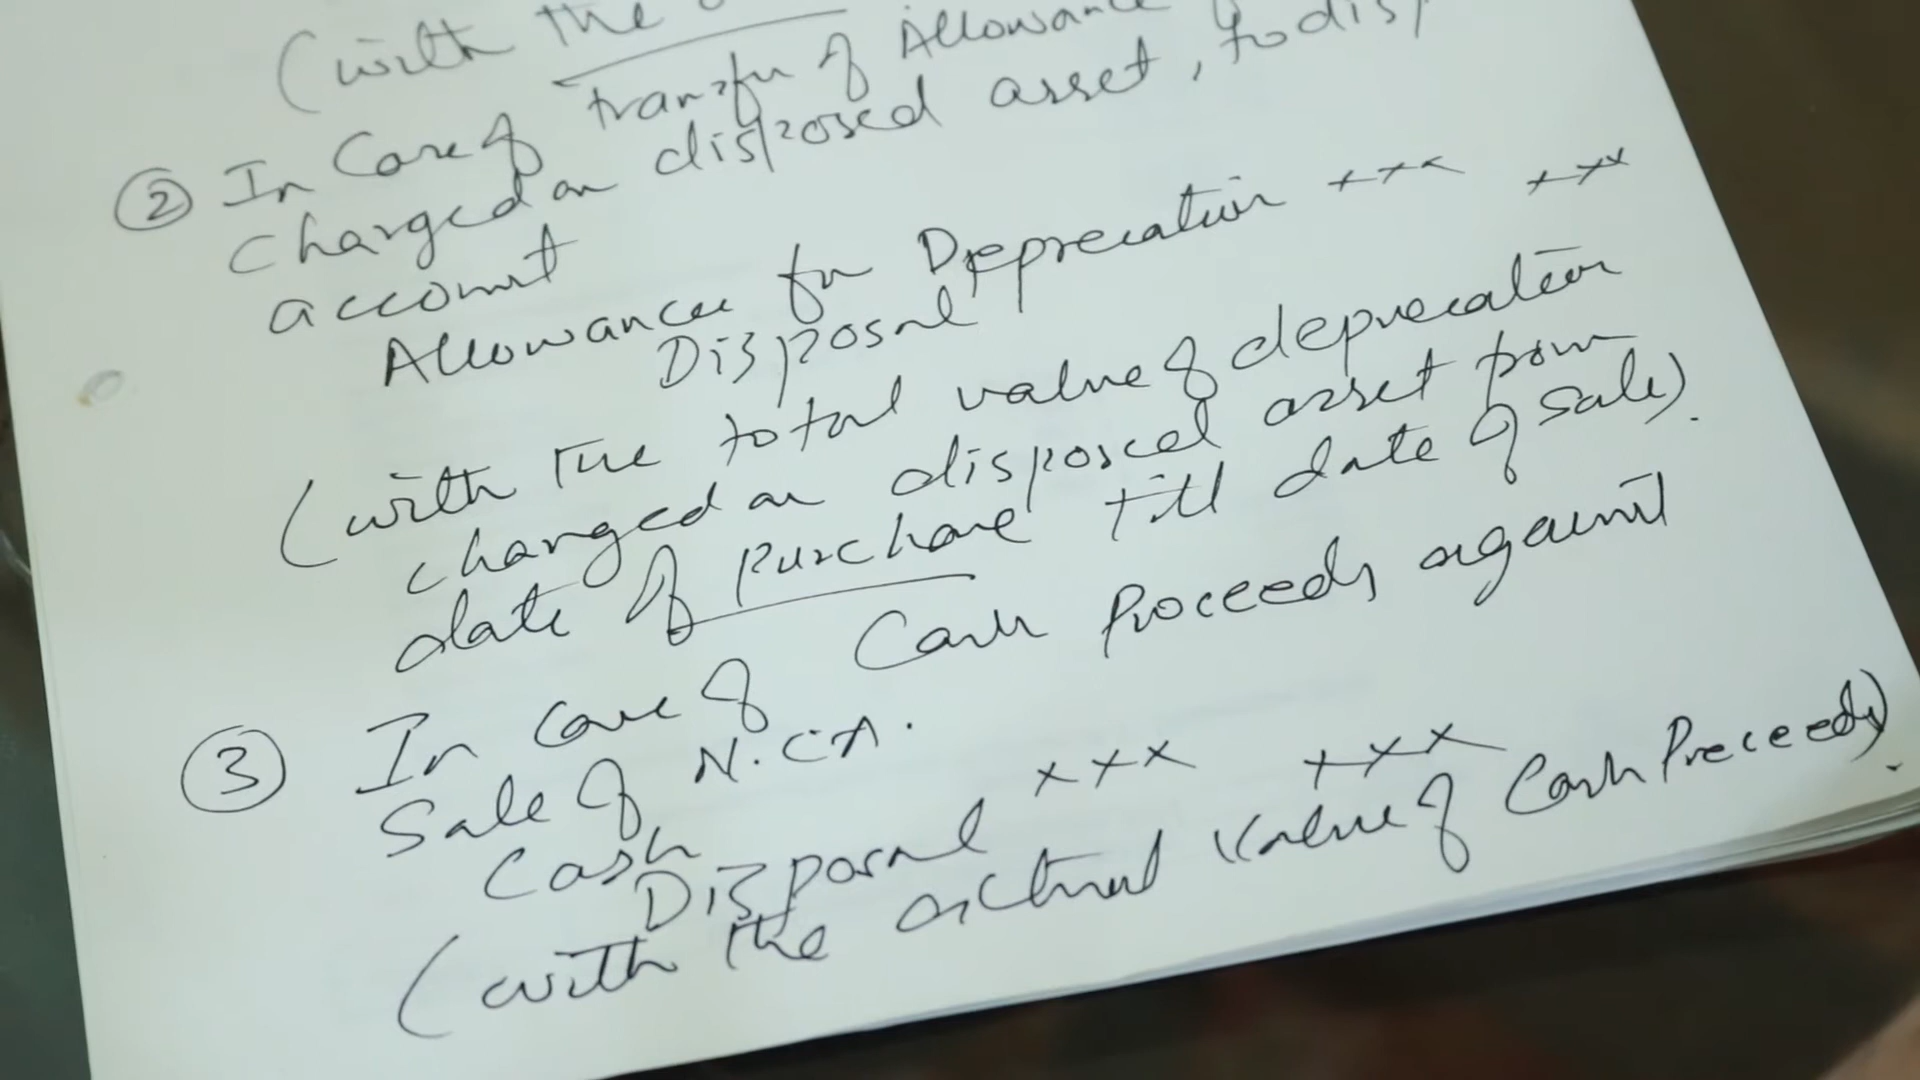 (with the
② In Case of transfer of Allowance
charged on disposed asset, to disp
account
Allowance for Depreciation xxx
Disposal xxx
(with the total value of depreciation
charged on disposed asset from
date of purchase till date of sale).
③ In case of Cash Proceeds against
Sale of N.C.A.
Cash xxx
Disposal xxx
(with the actual value of Cash Preceeds).